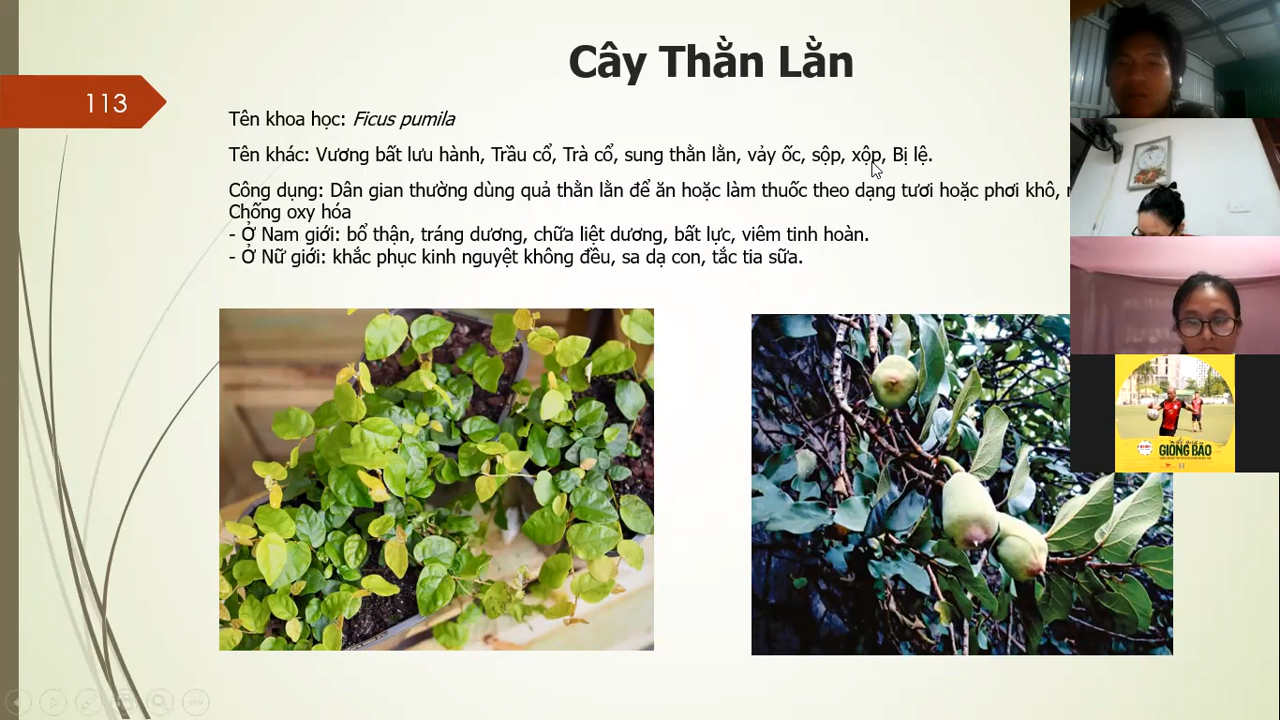 Cây Thằn Lằn
113
Tên khoa học: Ficus pumila
Tên khác: Vương bất lưu hành, Trầu cổ, Trà cổ, sung thằn lằn, vảy ốc, sộp, xộp, Bị lệ.
Công dụng: Dân gian thường dùng quả thằn lằn để ăn hoặc làm thuốc theo dạng tươi hoặc phơi khô,
Chống oxy hóa
- Ở Nam giới: bổ thận, tráng dương, chữa liệt dương, bất lực, viêm tinh hoàn.
- Ở Nữ giới: khắc phục kinh nguyệt không đều, sa dạ con, tắc tia sữa.
GIÔNG BÃO